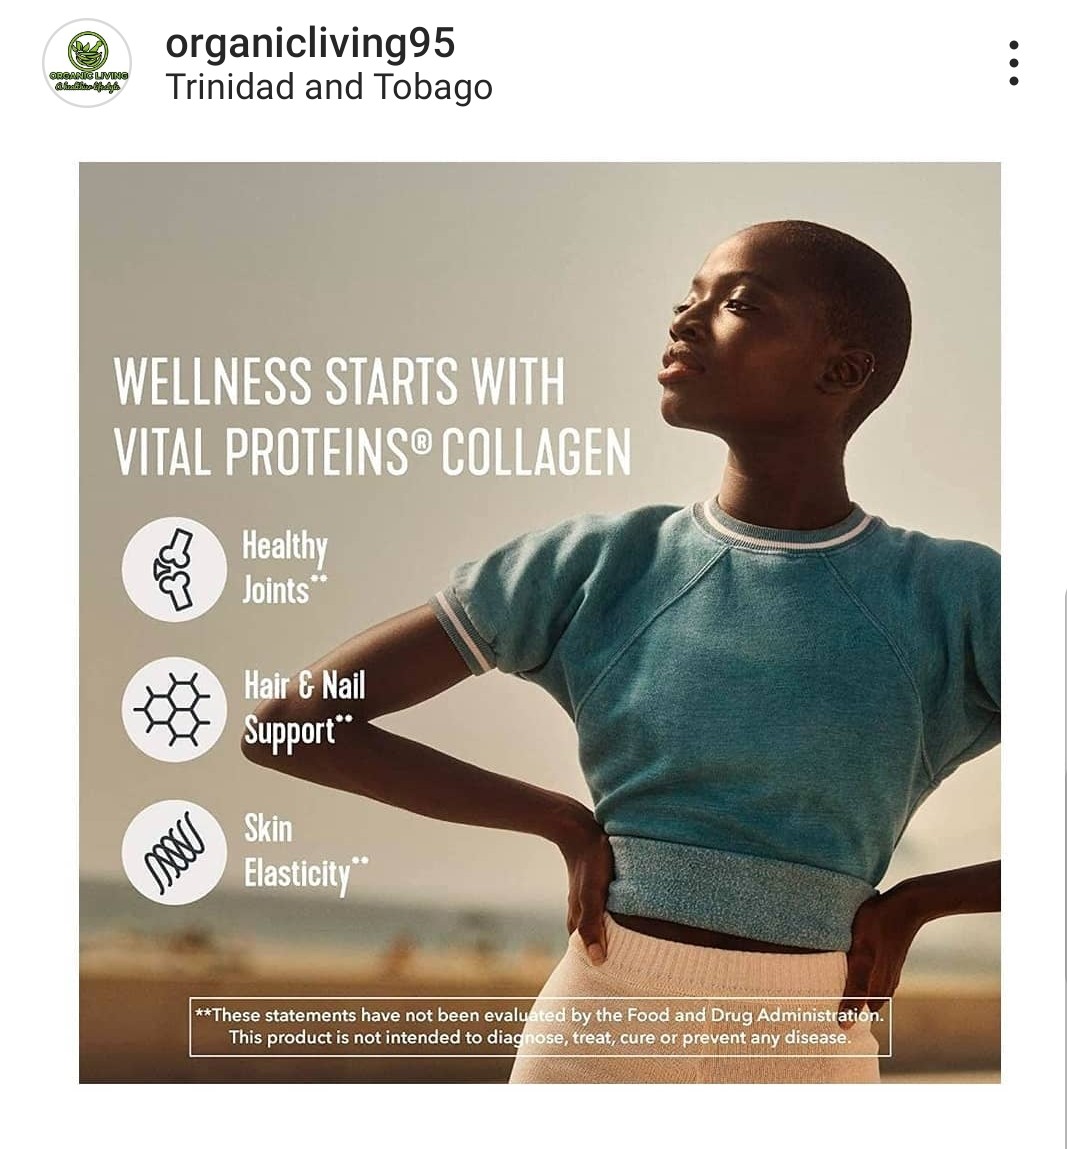 ORGANIC LIVING
A healthier lifestyle
organicliving95
Trinidad and Tobago
WELLNESS STARTS WITH
VITAL PROTEINS® COLLAGEN
Healthy
Joints**
Hair & Nail
Support**
Skin
Elasticity**
**These statements have not been evaluated by the Food and Drug Administration.
This product is not intended to diagnose, treat, cure or prevent any disease.